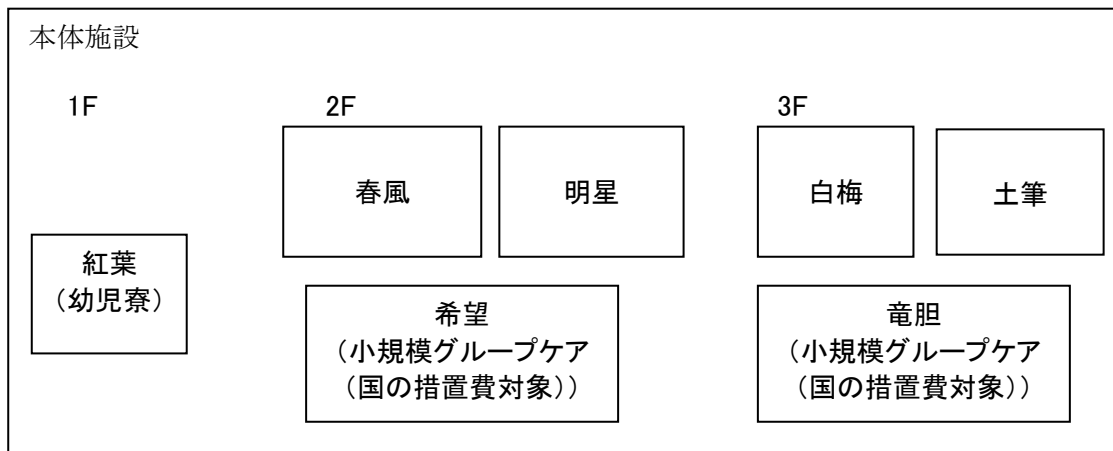 本体施設
1F
2F
3F
春風
明星
白梅
土筆
紅葉
（幼児寮）
希望
（小規模グループケア
（国の措置費対象））
竜胆
（小規模グループケア
（国の措置費対象））